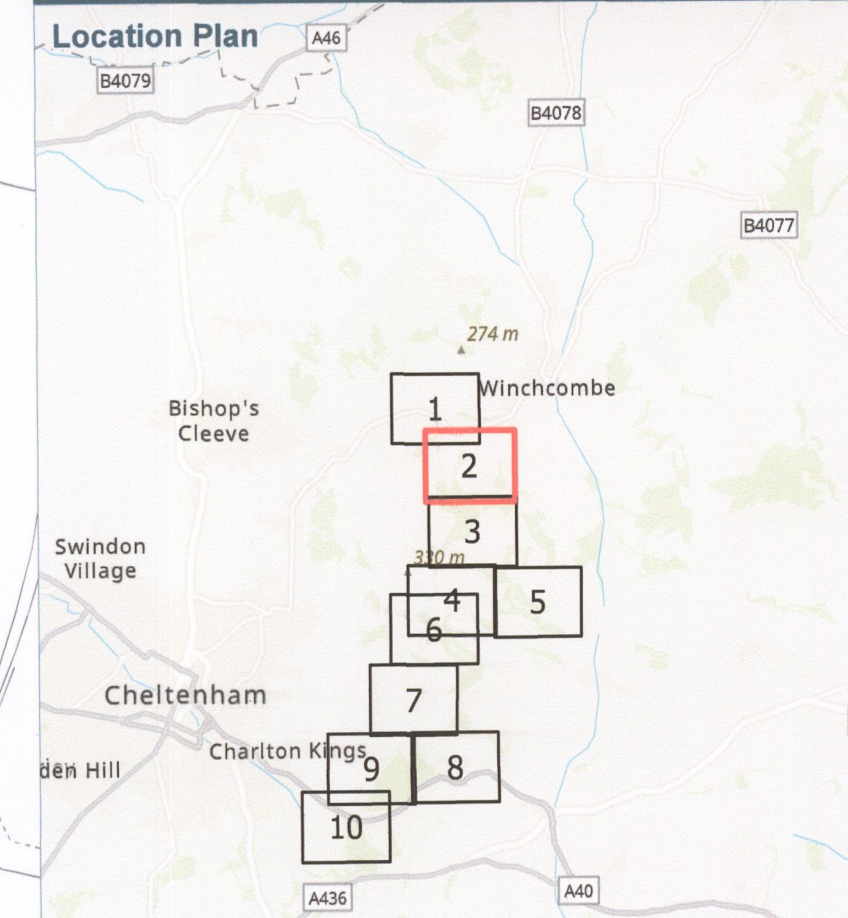 Location Plan
A46
B4079
B4078
B4077
274 m
Winchcombe
1
Bishop's
Cleeve
2
3
Swindon
Village
330 m
4
5
6
Cheltenham
7
Charlton Kings
den Hill
9
8
10
A436
A40